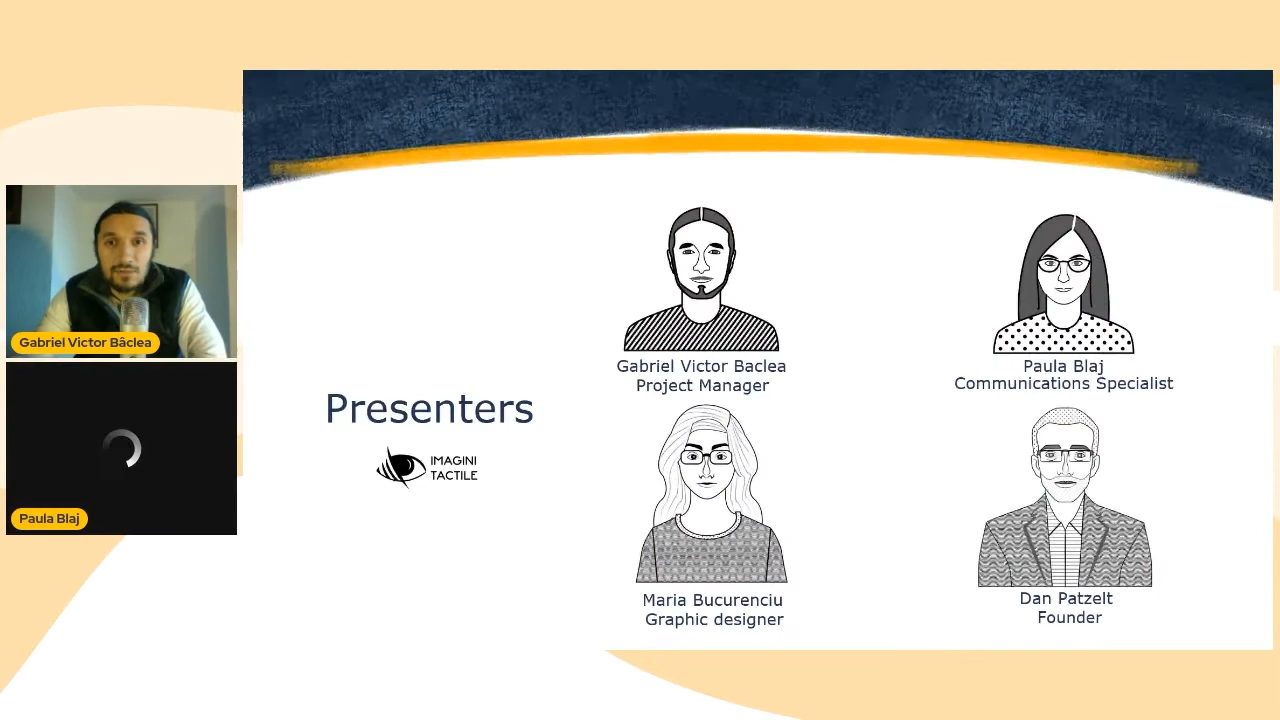 Gabriel Victor Bâclea
Paula Blaj
Presenters
IMAGINI
TACTILE
Gabriel Victor Baclea
Project Manager
Paula Blaj
Communications Specialist
Maria Bucurenciu
Graphic designer
Dan Patzelt
Founder